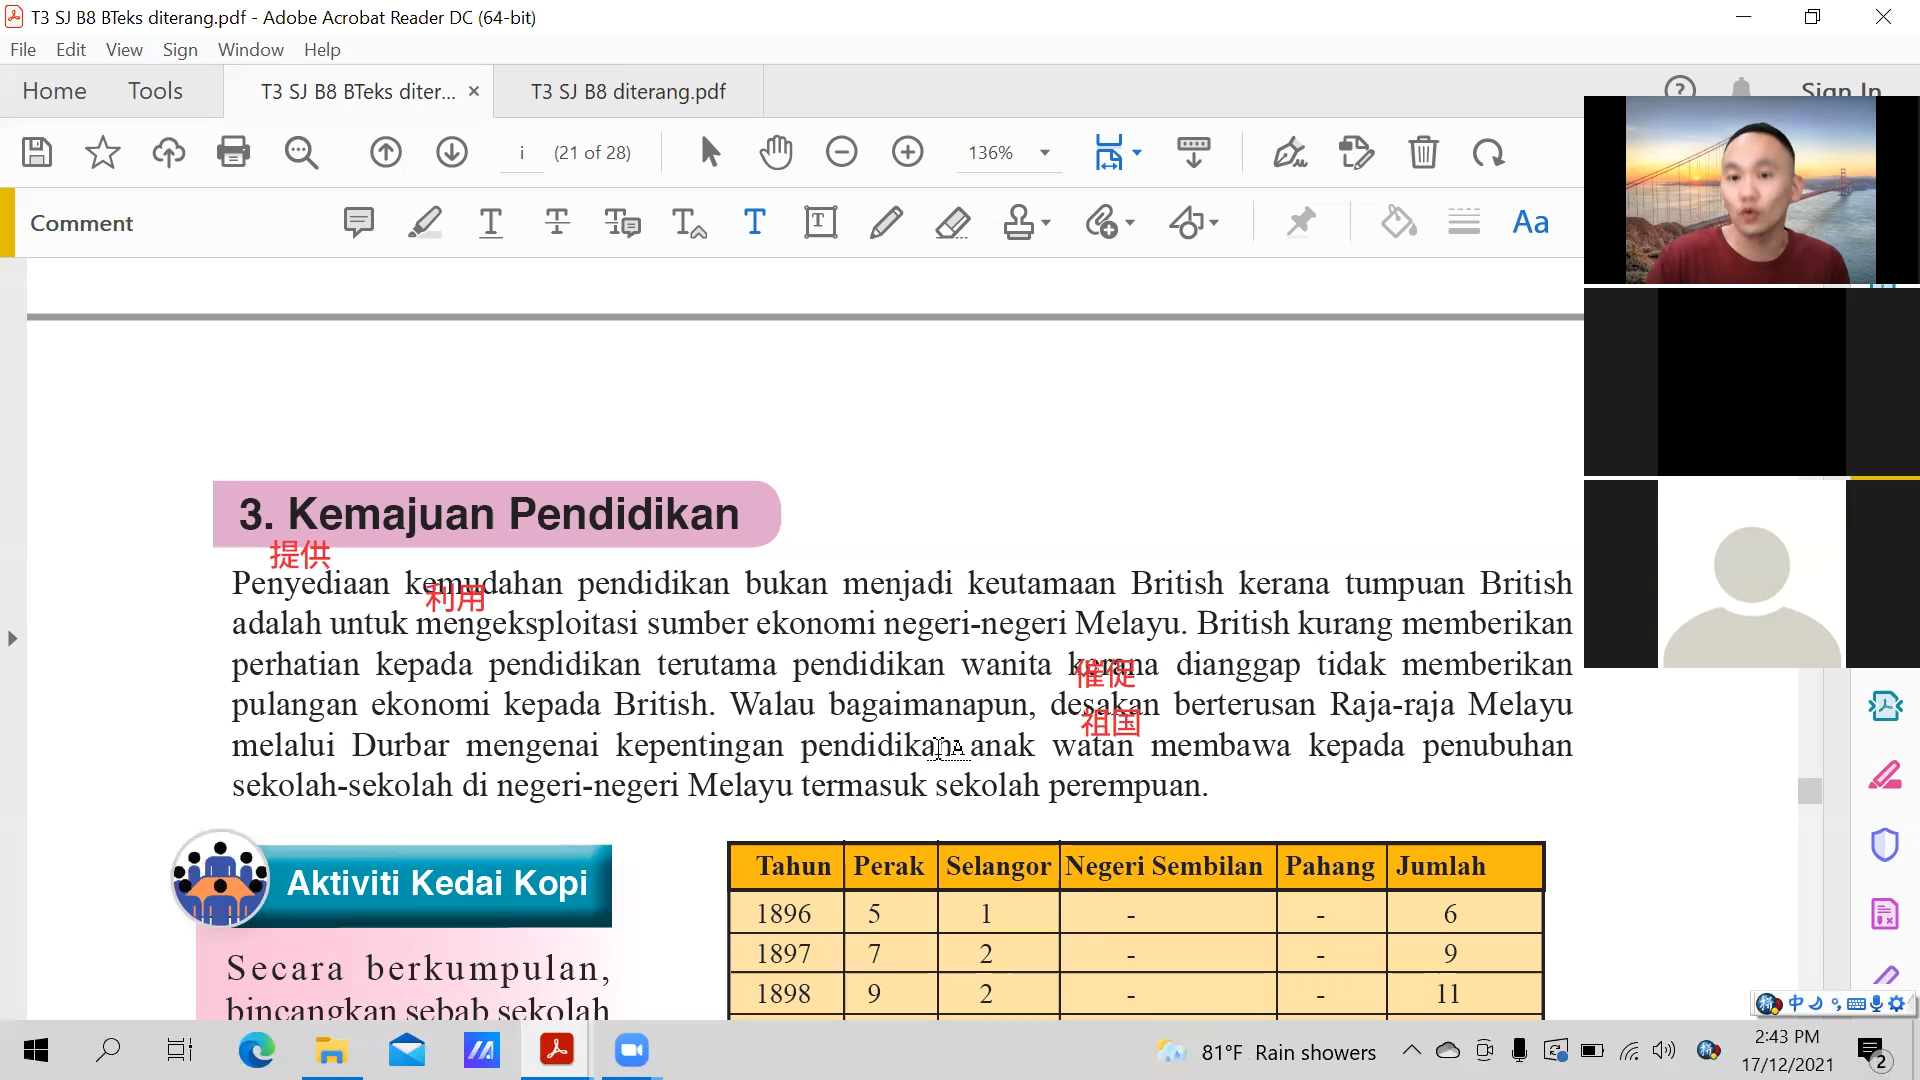 T3 SJ B8 BTeks diterang.pdf - Adobe Acrobat Reader DC (64-bit)
File Edit View Sign Window Help
Home Tools T3 SJ B8 BTeks diter... × T3 SJ B8 diterang.pdf Sign In
i (21 of 28) 136%
Comment Aa
3. Kemajuan Pendidikan
提供
Penyediaan kemudahan pendidikan bukan menjadi keutamaan British kerana tumpuan British
利用
adalah untuk mengeksploitasi sumber ekonomi negeri-negeri Melayu. British kurang memberikan
perhatian kepada pendidikan terutama pendidikan wanita kerana dianggap tidak memberikan
催促
pulangan ekonomi kepada British. Walau bagaimanapun, desakan berterusan Raja-raja Melayu
祖国
melalui Durbar mengenai kepentingan pendidikan anak watan membawa kepada penubuhan
sekolah-sekolah di negeri-negeri Melayu termasuk sekolah perempuan.
Aktiviti Kedai Kopi
Secara berkumpulan,
bincangkan sebab sekolah
Tahun Perak Selangor Negeri Sembilan Pahang Jumlah
1896 5 1 - - 6
1897 7 2 - - 9
1898 9 2 - - 11
中
81°F Rain showers
2:43 PM
17/12/2021
2